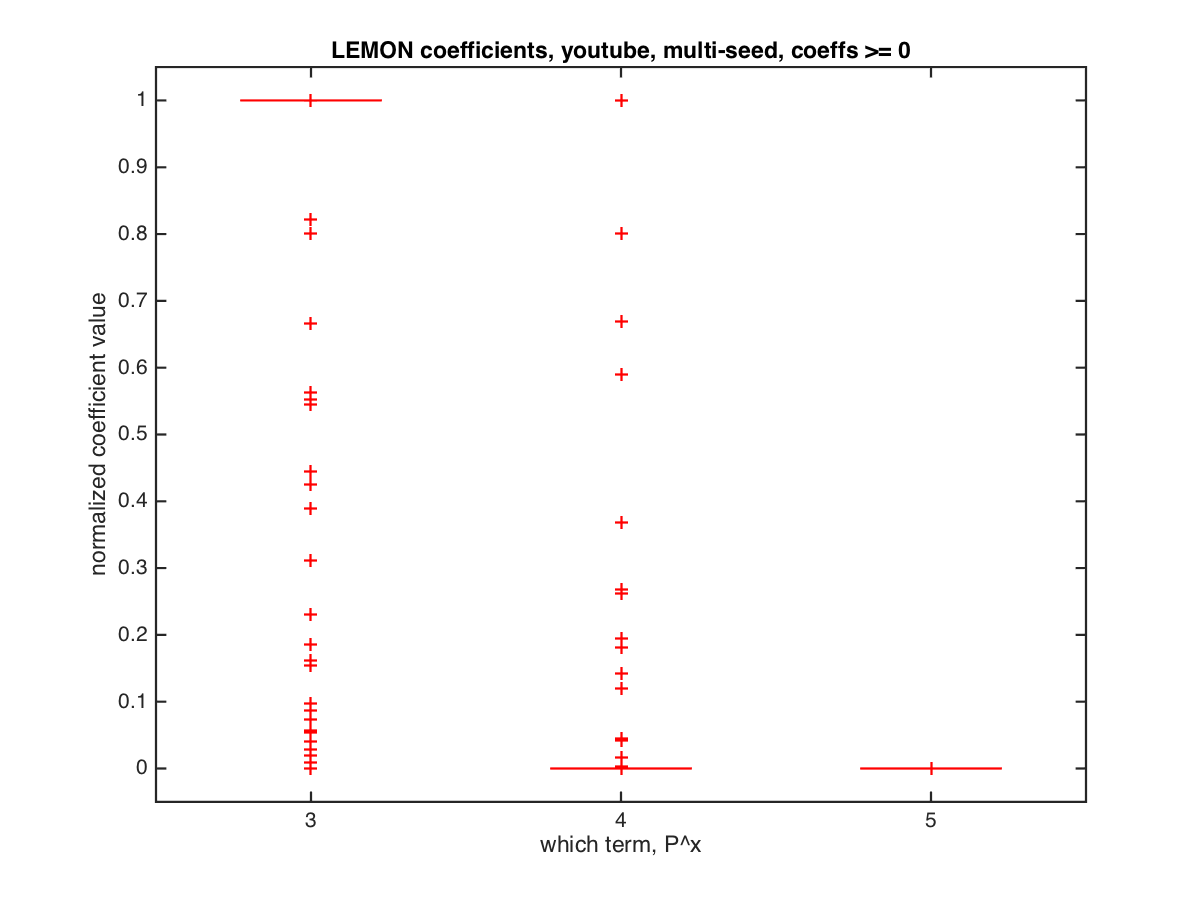 LEMON coefficients, youtube, multi-seed, coeffs >= 0
normalized coefficient value
1
0.9
0.8
0.7
0.6
0.5
0.4
0.3
0.2
0.1
0
3 4 5
which term, P^x